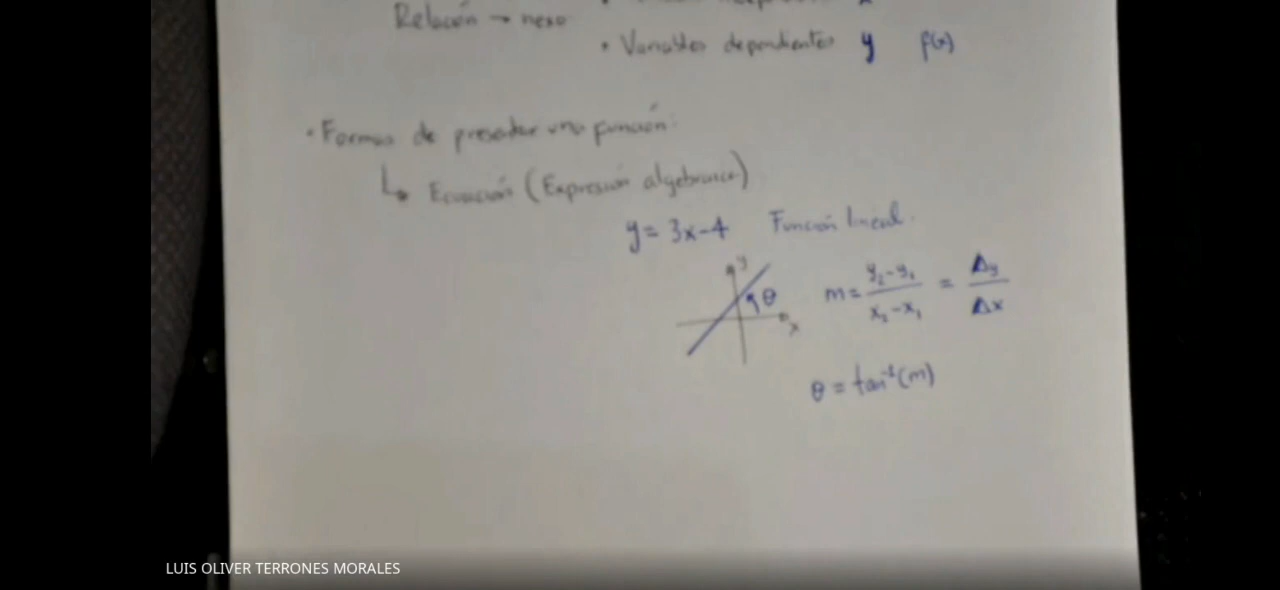 Relación → nexo
• Variables dependientes y f(x)
• Formas de presentar una función:
↳ Ecuación (Expresión algebraica)
y = 3x-4 Función lineal.
y
θ
x
m = y₂-y₁ / x₂-x₁ = Δy / Δx
θ = tan⁻¹(m)
LUIS OLIVER TERRONES MORALES